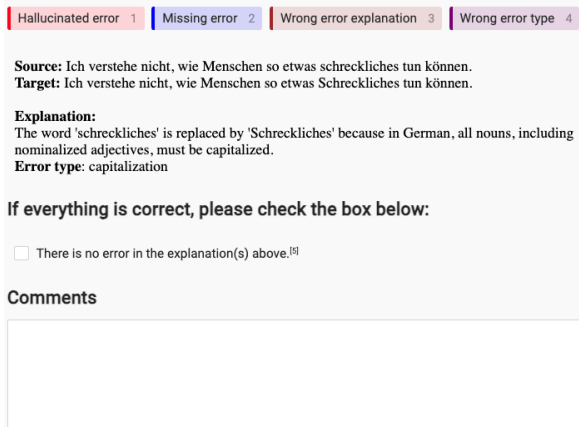 Hallucinated error 1 Missing error 2 Wrong error explanation 3 Wrong error type 4
Source: Ich verstehe nicht, wie Menschen so etwas schreckliches tun können.
Target: Ich verstehe nicht, wie Menschen so etwas Schreckliches tun können.
Explanation:
The word 'schreckliches' is replaced by 'Schreckliches' because in German, all nouns, including
nominalized adjectives, must be capitalized.
Error type: capitalization
If everything is correct, please check the box below:
There is no error in the explanation(s) above.[5]
Comments